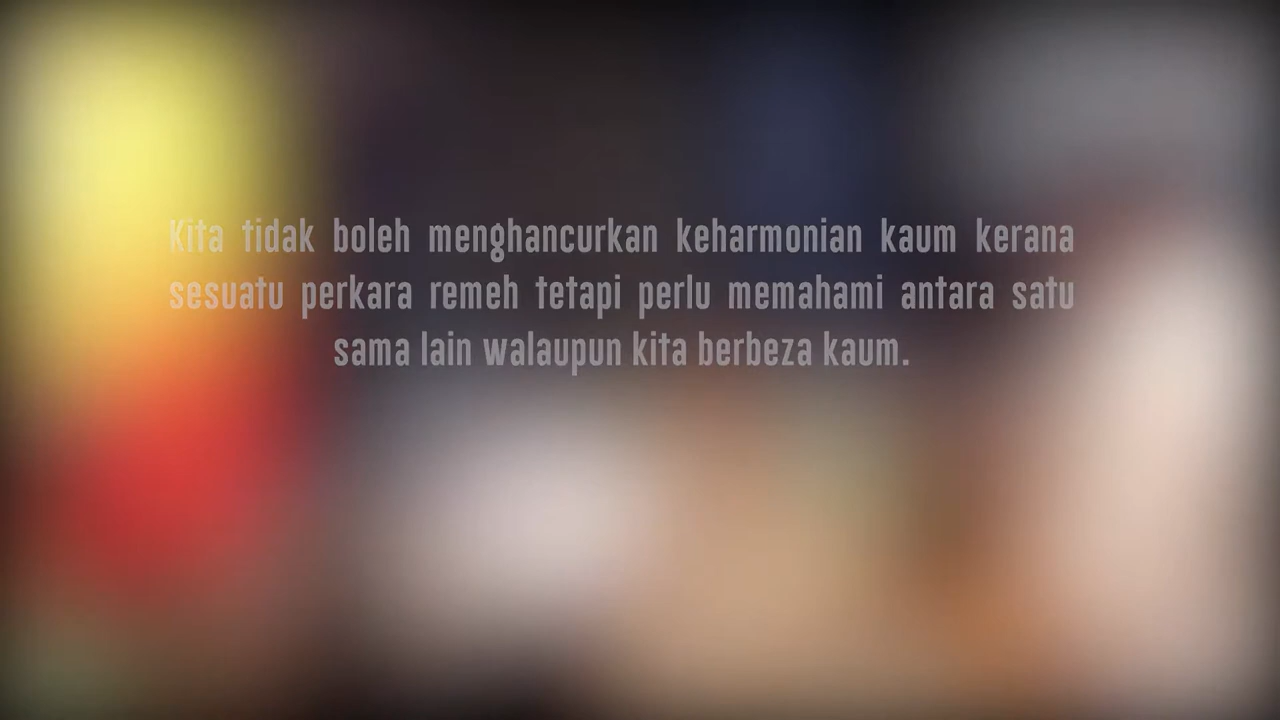 Kita tidak boleh menghancurkan keharmonian kaum kerana
sesuatu perkara remeh tetapi perlu memahami antara satu
sama lain walaupun kita berbeza kaum.